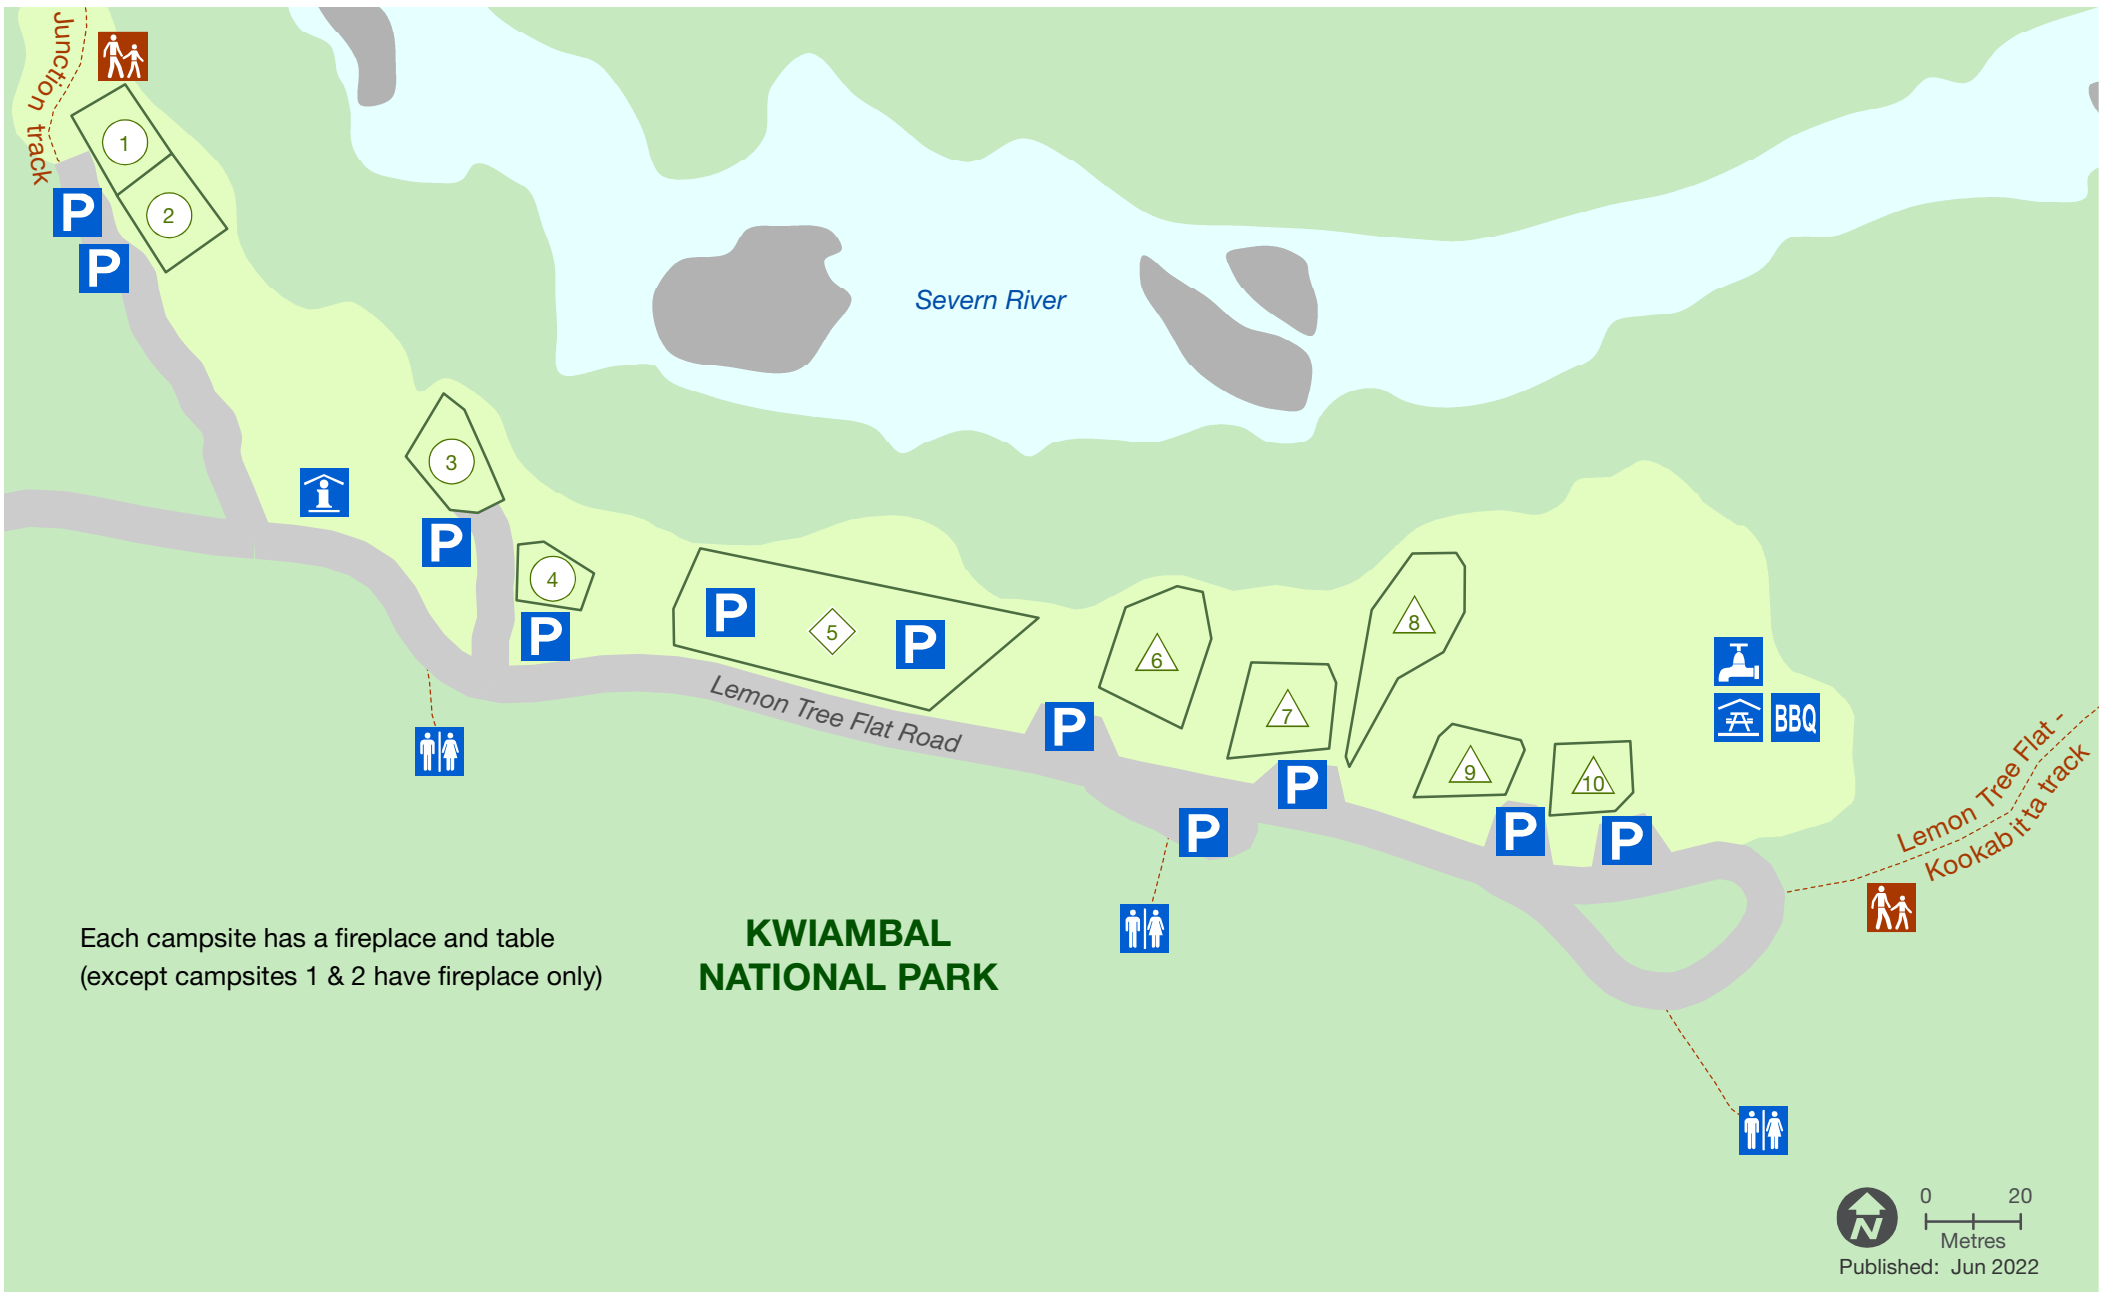 Junction track
1
2
P
P
Severn River
3
P
4
P
P
5
P
6
7
8
9
10
Lemon Tree Flat Road
P
P
P
P
P
BBQ
Lemon Tree Flat -
Kookabitta track
Each campsite has a fireplace and table
(except campsites 1 & 2 have fireplace only)
KWIAMBAL
NATIONAL PARK
N
0 20
Metres
Published: Jun 2022